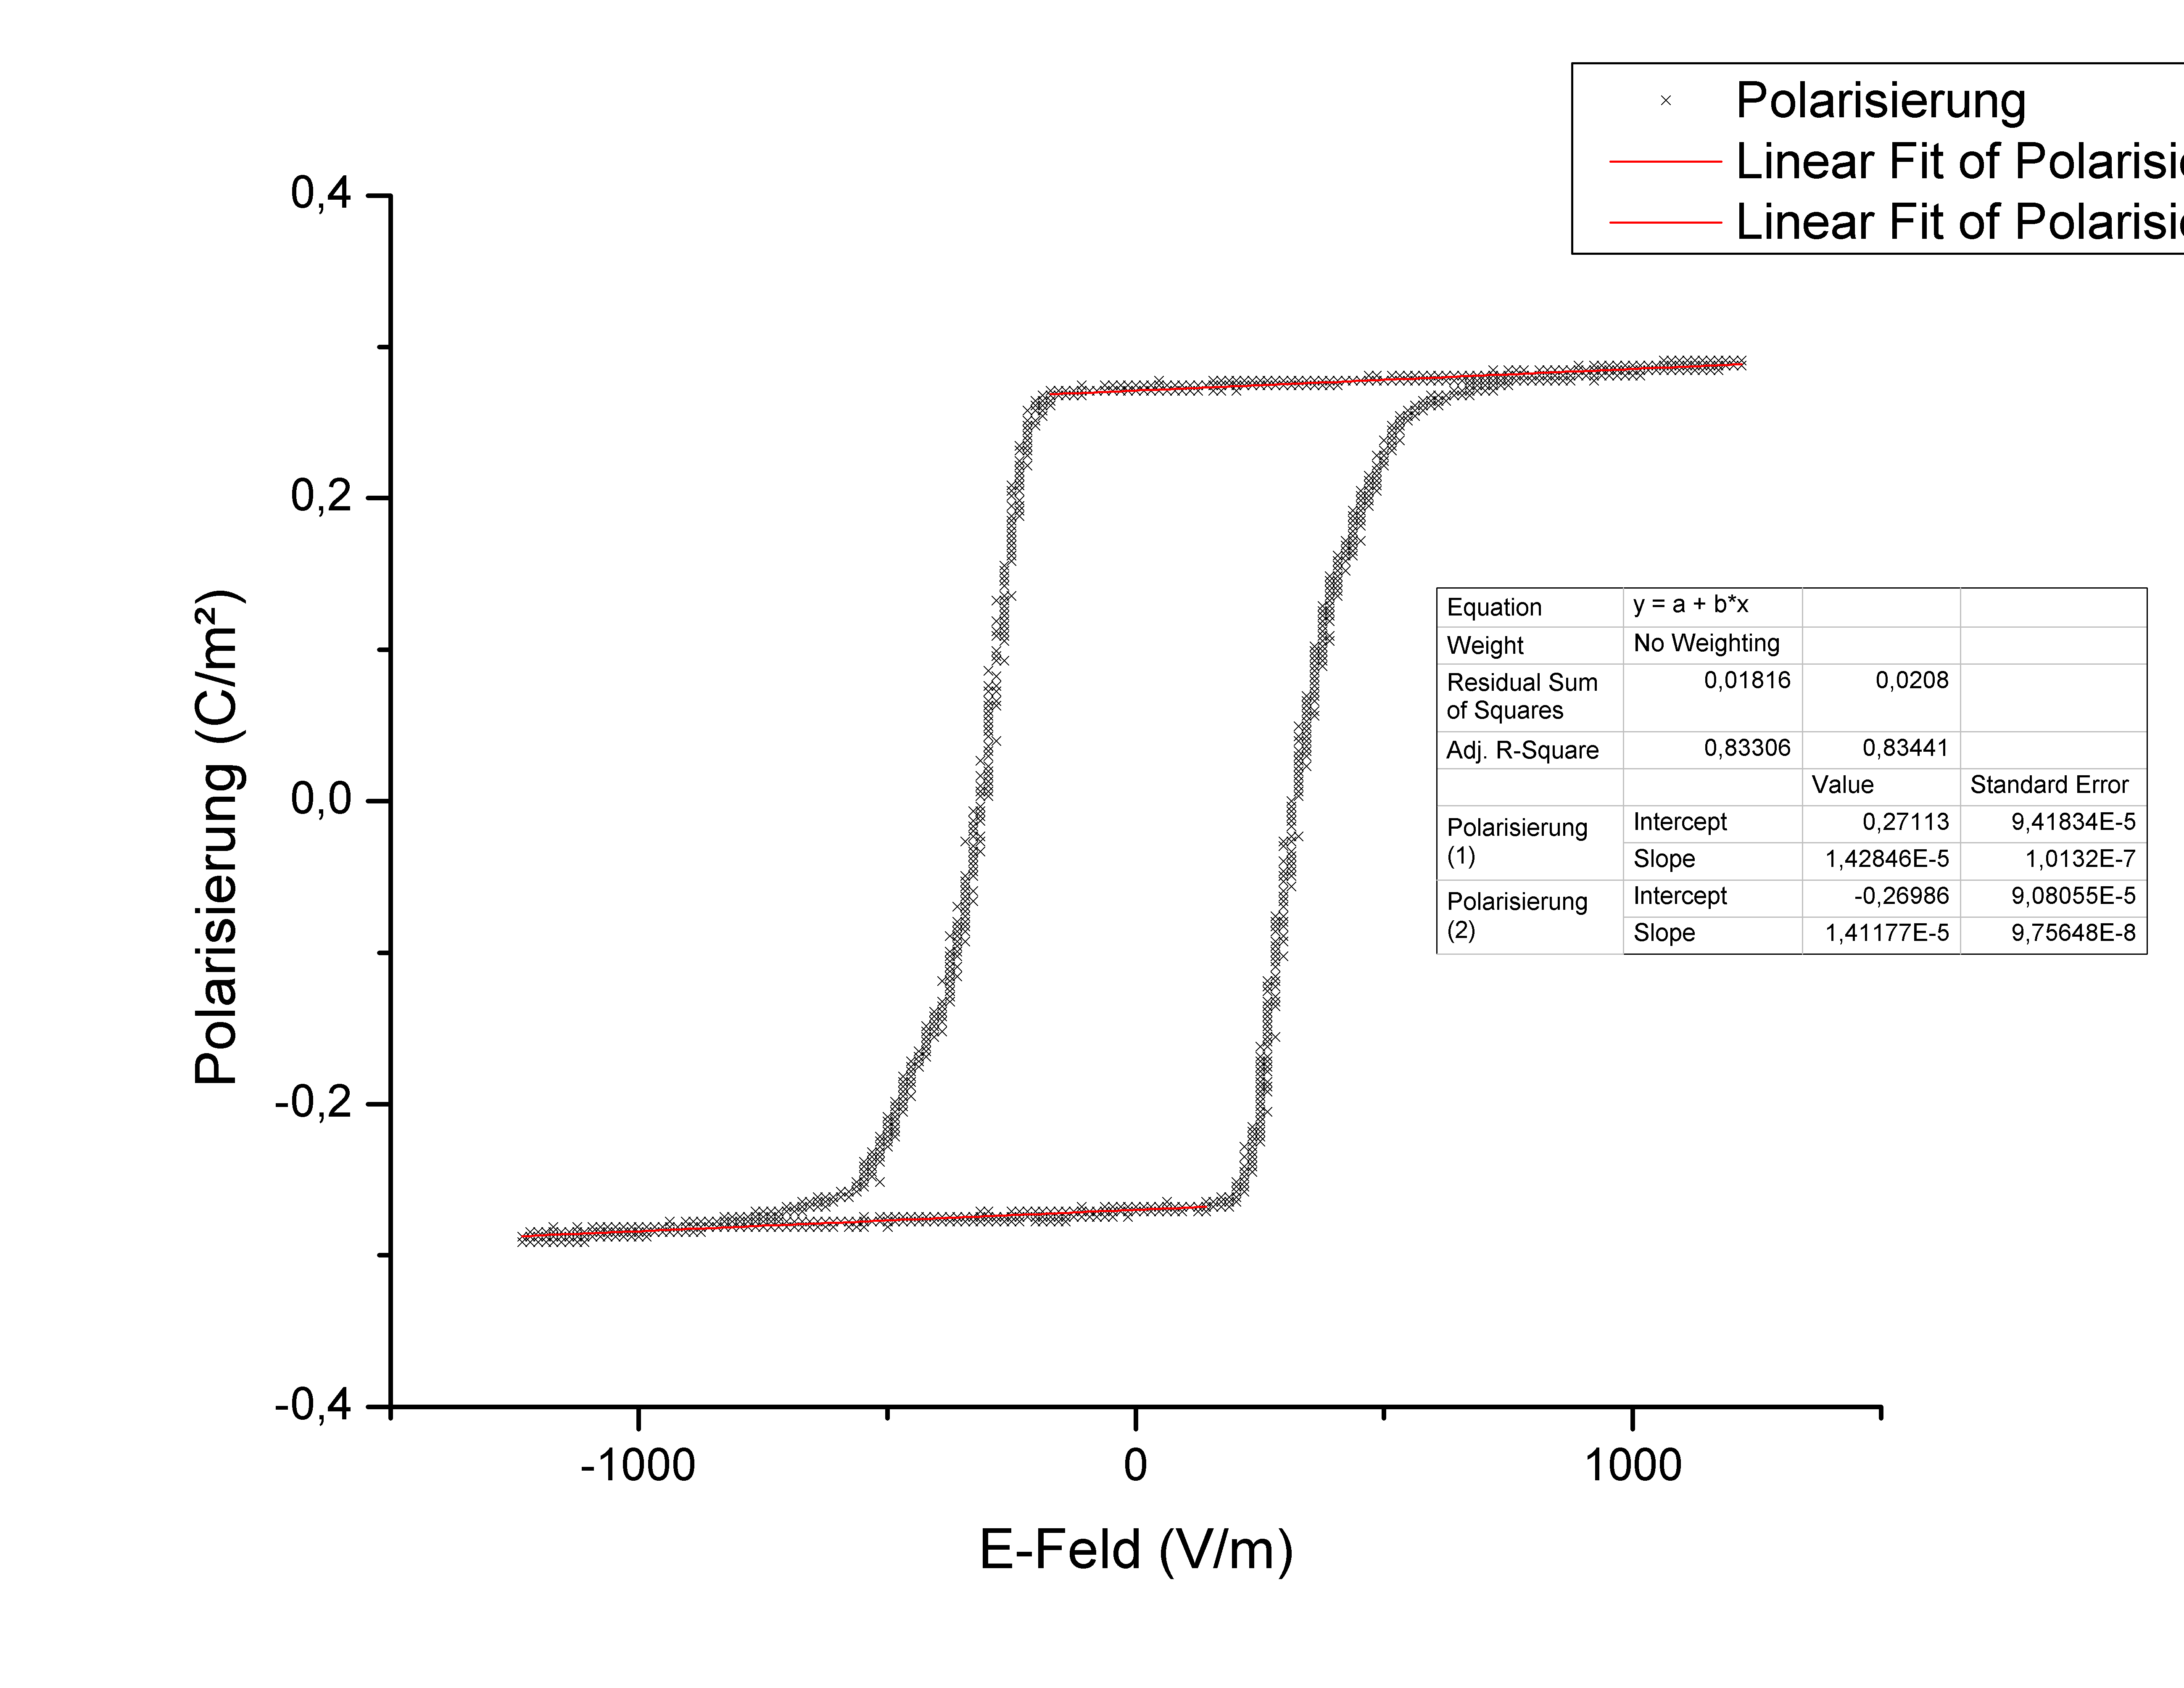 Polarisierung
Linear Fit of Polarisi
Linear Fit of Polarisi
0,4
0,2
0,0
-0,2
-0,4
Polarisierung (C/m²)
-1000
0
1000
E-Feld (V/m)
Equation y = a + b*x
Weight No Weighting
Residual Sum of Squares 0,01816 0,0208
Adj. R-Square 0,83306 0,83441
Value Standard Error
Polarisierung (1) Intercept 0,27113 9,41834E-5
Slope 1,42846E-5 1,0132E-7
Polarisierung (2) Intercept -0,26986 9,08055E-5
Slope 1,41177E-5 9,75648E-8